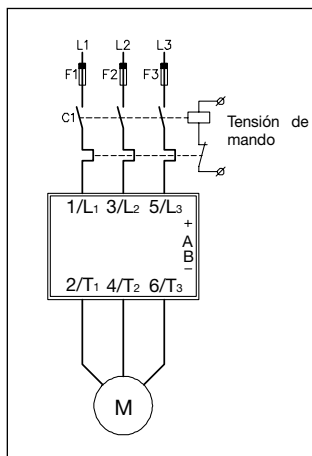 L1 L2 L3
F1 F2 F3
C1
Tensión de
mando
1/L1 3/L2 5/L3
+
A
B
−
2/T1 4/T2 6/T3
M